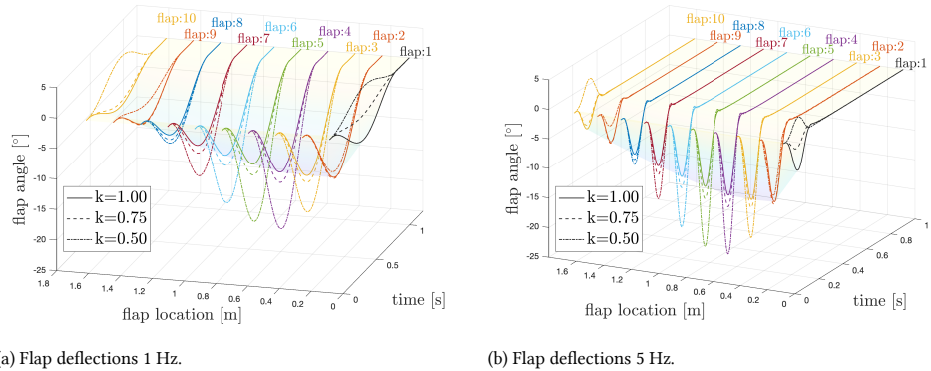 flap:10 flap:8 flap:6 flap:4
flap:9 flap:7 flap:5 flap:3 flap:2 flap:1
5
0
-5
-10
-15
-20
-25
flap angle [°]
k=1.00
k=0.75
k=0.50
1.8 1.6 1.4 1.2 1 0.8 0.6 0.4 0.2 0
flap location [m]
0 0.5 1
time [s]
flap:10 flap:8 flap:6 flap:4 flap:2
flap:9 flap:7 flap:5 flap:3 flap:1
5
0
-5
-10
-15
-20
-25
flap angle [°]
k=1.00
k=0.75
k=0.50
1.6 1.4 1.2 1 0.8 0.6 0.4 0.2 0
flap location [m]
0 0.2 0.4 0.6 0.8 1
time [s]
a) Flap deflections 1 Hz.
(b) Flap deflections 5 Hz.